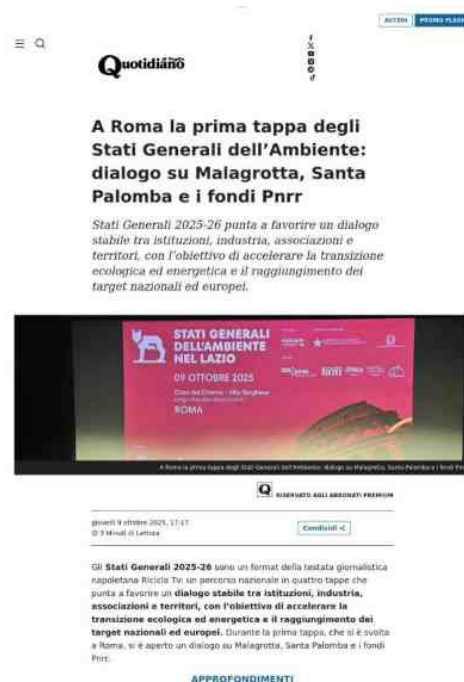 ACCEDI
PROMO FLASH
Quotidiano
A Roma la prima tappa degli
Stati Generali dell'Ambiente:
dialogo su Malagrotta, Santa
Palomba e i fondi Pnrr
Stati Generali 2025-26 punta a favorire un dialogo
stabile tra istituzioni, industria, associazioni e
territori, con l'obiettivo di accelerare la transizione
ecologica ed energetica e il raggiungimento dei
target nazionali ed europei.
STATI GENERALI
DELL'AMBIENTE
NEL LAZIO
09 OTTOBRE 2025
Casa del Cinema - Villa Borghese
ROMA
A Roma la prima tappa degli Stati Generali dell'Ambiente: dialogo su Malagrotta, Santa Palomba e i fondi Pnrr
Q RISERVATO AGLI ABBONATI PREMIUM
giovedì 9 ottobre 2025, 17:17
3 Minuti di Lettura
Condividi
Gli Stati Generali 2025-26 sono un format della testata giornalistica
napoletana Ricicla Tv: un percorso nazionale in quattro tappe che
punta a favorire un dialogo stabile tra istituzioni, industria,
associazioni e territori, con l'obiettivo di accelerare la
transizione ecologica ed energetica e il raggiungimento dei
target nazionali ed europei. Durante la prima tappa, che si è svolta
a Roma, si è aperto un dialogo su Malagrotta, Santa Palomba e i fondi
Pnrr.
APPROFONDIMENTI